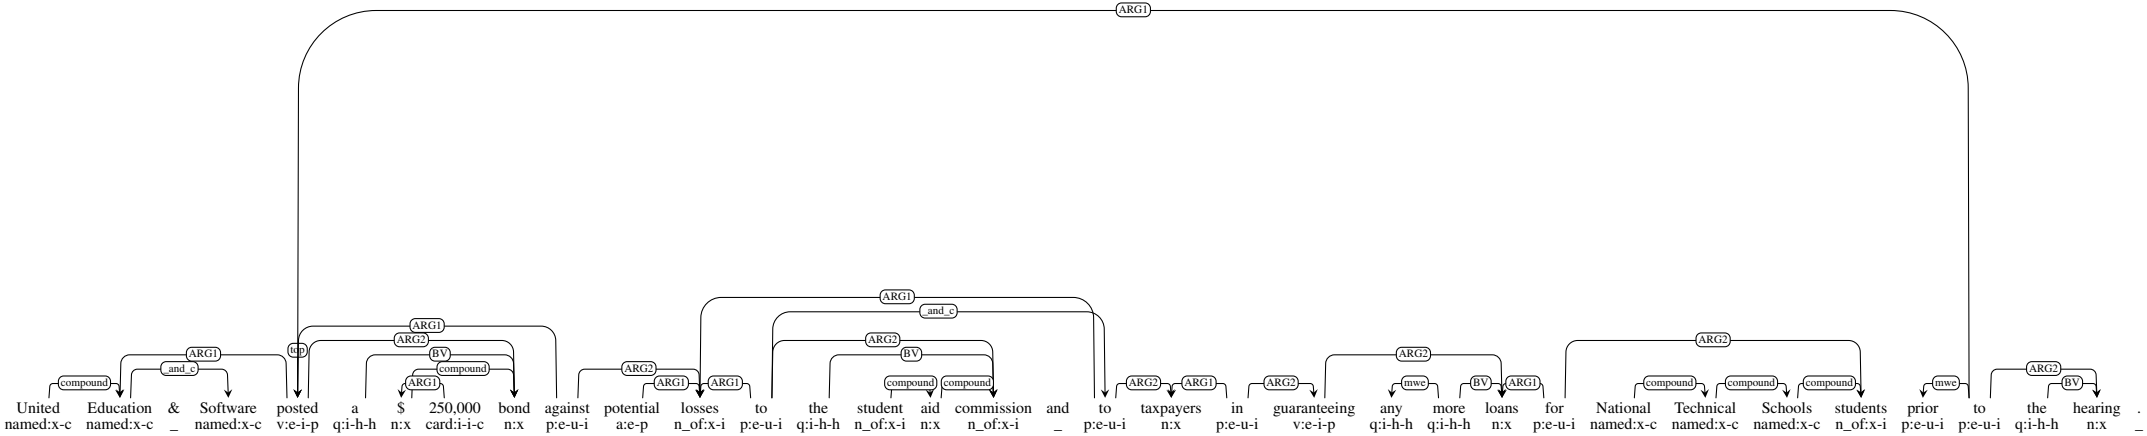 ARG1
ARG1
_and_c
ARG1 top ARG2 ARG2 ARG2
ARG1 _and_c BV BV ARG2
compound ARG2 ARG2
compound ARG1 ARG1 ARG1 compound compound ARG2 ARG1 ARG2 mwe BV ARG1 compound compound compound mwe BV
United Education & Software posted a $ 250,000 bond against potential losses to the student aid commission and to taxpayers in guaranteeing any more loans for National Technical Schools students prior to the hearing .
named:x-c named:x-c _ named:x-c v:e-i-p q:i-h-h n:x card:i-i-c n:x p:e-u-i a:e-p n_of:x-i p:e-u-i q:i-h-h n_of:x-i n:x n_of:x-i _ p:e-u-i n:x p:e-u-i v:e-i-p q:i-h-h q:i-h-h n:x p:e-u-i named:x-c named:x-c named:x-c n_of:x-i p:e-u-i p:e-u-i q:i-h-h n:x _